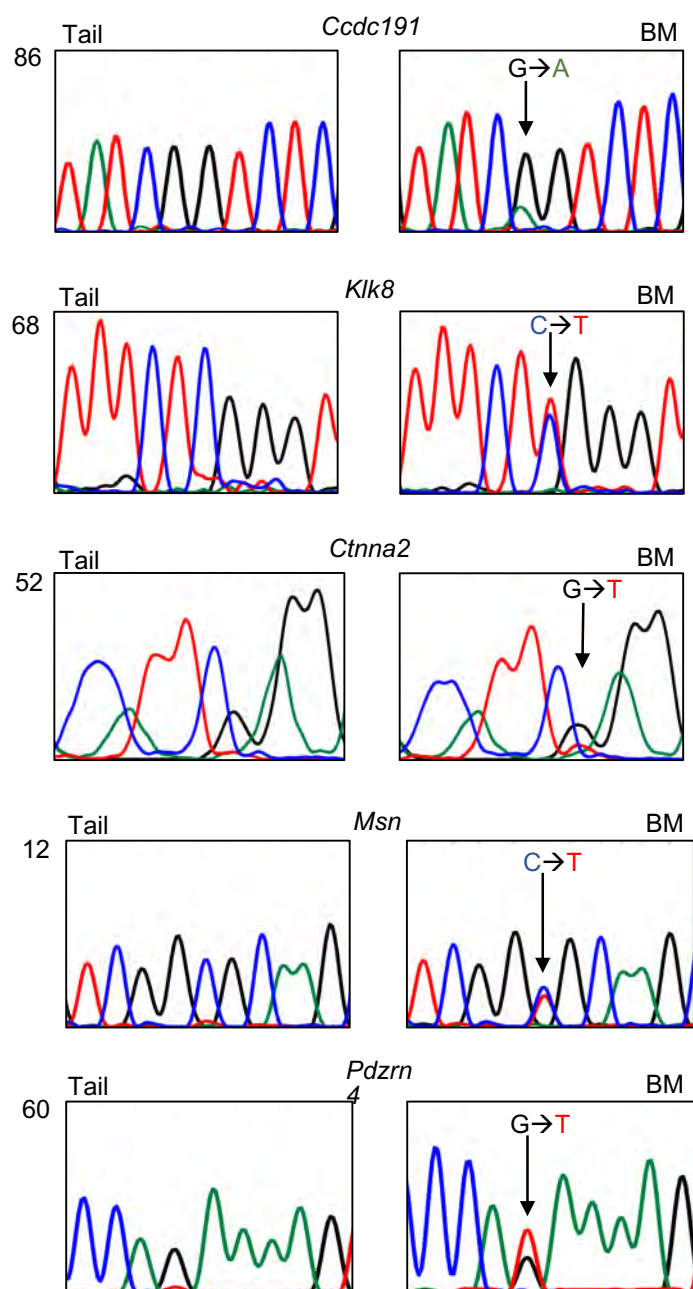 Tail Ccdc191 BM
86
G→A
Tail Klk8 BM
68
C→T
Tail Ctnna2 BM
52
G→T
Tail Msn BM
12
C→T
Tail Pdzrn BM
4
60
G→T